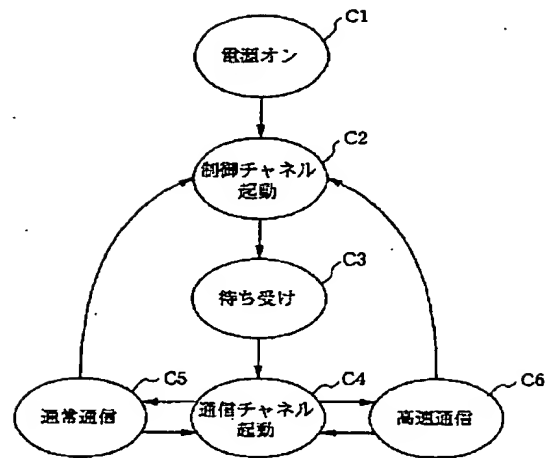 C1
電源オン
C2
制御チャネル
起動
C3
待ち受け
C5
通常通信
C4
通信チャネル
起動
C6
高速通信